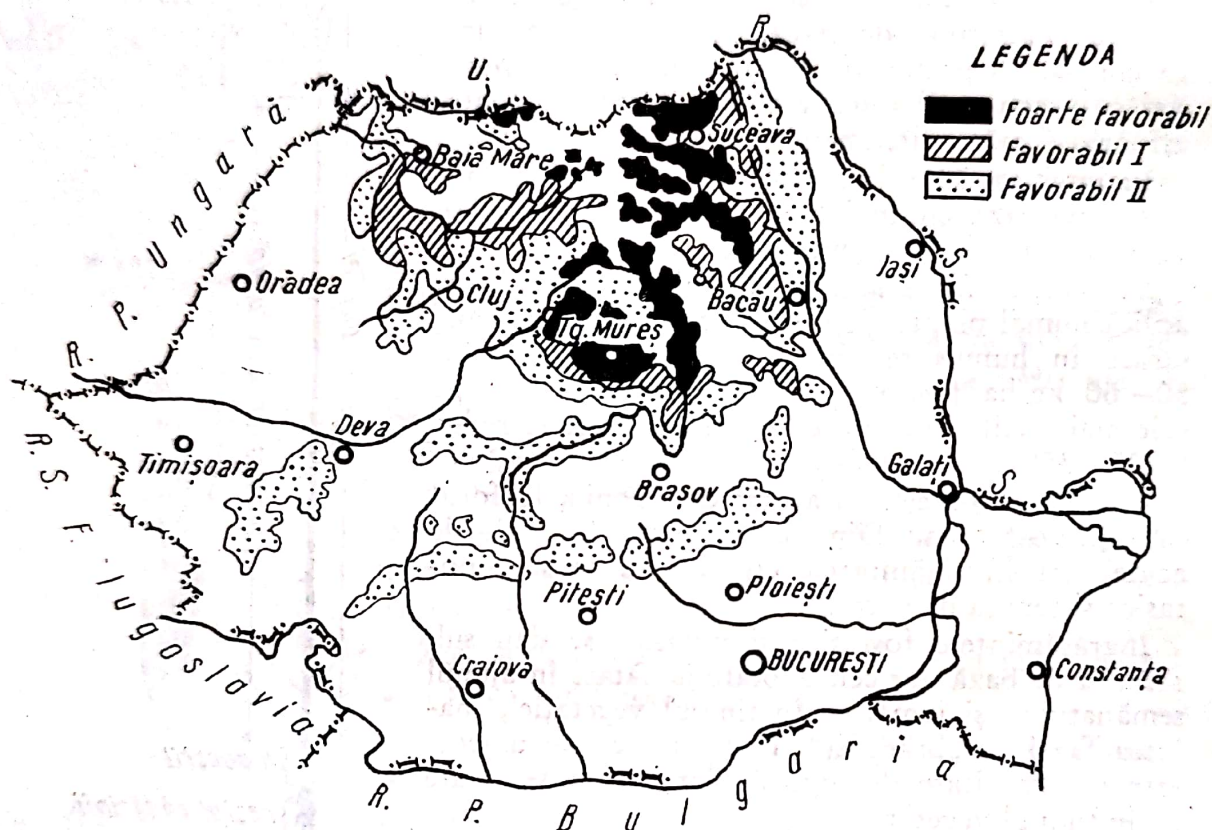 LEGENDA
Foarte favorabil
Favorabil I
Favorabil II
R. P. Ungară
U.
R
S
S
Suceava
Baia Mare
Iași
Oradea
Cluj
Bacău
Tg. Mureș
R.
Deva
Timișoara
Galați
Brașov
R. S. F. Iugoslavia
Ploiești
Pitești
BUCUREȘTI
Craiova
Constanța
R. P. Bulgaria